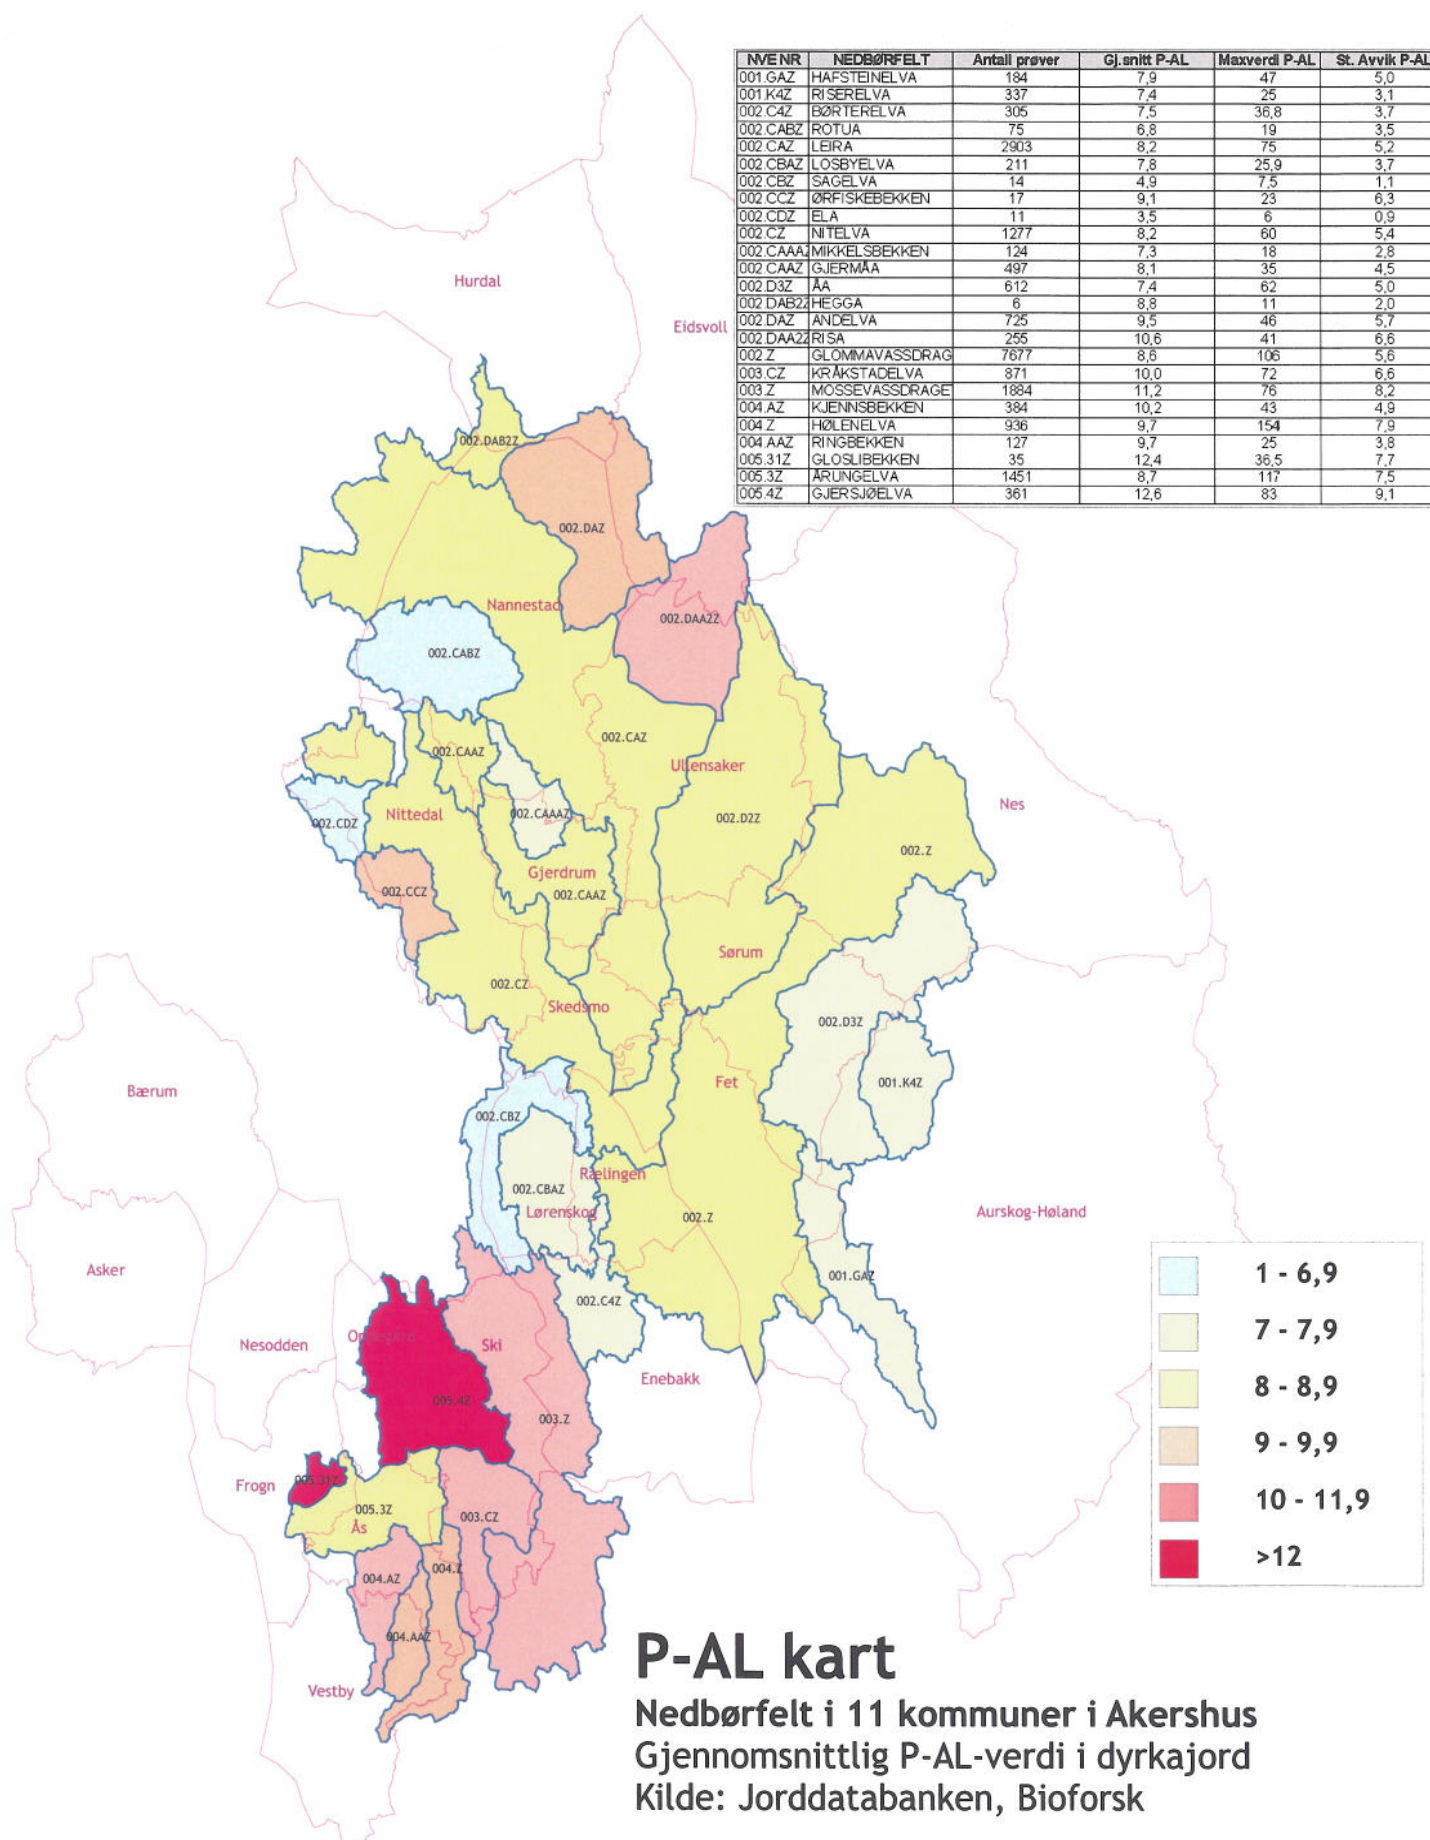 NVE NR NEDBØRFELT Antall prøver Gj.snitt P-AL Maxverdi P-AL St. Avvik P-AL
001.GAZ HAFSTEINELVA 184 7,9 47 5,0
001.K4Z RISERELVA 337 7,4 25 3,1
002.C4Z BØRTERELVA 305 7,5 36,8 3,7
002.CABZ ROTUA 75 6,8 19 3,5
002.CAZ LEIRA 2903 8,2 75 5,2
002.CBAZ LOSBYELVA 211 7,8 25,9 3,7
002.CBZ SAGELVA 14 4,9 7,5 1,1
002.CCZ ØRFISKEBEKKEN 17 9,1 23 6,3
002.CDZ ELA 11 3,5 6 0,9
002.CZ NITELVA 1277 8,2 60 5,4
002.CAAAZ MIKKELSBEKKEN 124 7,3 18 2,8
002.CAAZ GJERMÅA 497 8,1 35 4,5
002.D3Z ÅA 612 7,4 62 5,0
002.DAB2Z HEGGA 6 8,8 11 2,0
002.DAZ ANDELVA 725 9,5 46 5,7
002.DAA2Z RISA 255 10,6 41 6,6
002.Z GLOMMAVASSDRAG 7677 8,6 106 5,6
003.CZ KRÅKSTADELVA 871 10,0 72 6,6
003.Z MOSSEVASSDRAGE 1884 11,2 76 8,2
004.AZ KJENNSBEKKEN 384 10,2 43 4,9
004.Z HØLENELVA 936 9,7 154 7,9
004.AAZ RINGBEKKEN 127 9,7 25 3,8
005.31Z GLOSLIBEKKEN 35 12,4 36,5 7,7
005.3Z ÅRUNGELVA 1451 8,7 117 7,5
005.4Z GJERSJØELVA 361 12,6 83 9,1
Hurdal
Eidsvoll
002.DAB2Z
002.DAZ
Nannestad
002.DAA2Z
002.CABZ
002.CAZ
002.CAAZ
Ullensaker
Nes
002.CDZ
Nittedal
002.CAAAZ
002.D2Z
002.Z
Gjerdrum
002.CCZ
002.CAAZ
Sørum
002.CZ
Skedsmo
002.D3Z
Fet
001.K4Z
Bærum
002.CBZ
Rælingen
002.CBAZ
Lørenskog
002.Z
Aurskog-Høland
Asker
001.GAZ
002.C4Z
Nesodden
Oppegård
Ski
Enebakk
005.4Z
003.Z
Frogn
005.31Z
005.3Z
003.CZ
Ås
004.AZ
004.Z
004.AAZ
Vestby
1 - 6,9
7 - 7,9
8 - 8,9
9 - 9,9
10 - 11,9
>12
P-AL kart
Nedbørfelt i 11 kommuner i Akershus
Gjennomsnittlig P-AL-verdi i dyrkajord
Kilde: Jorddatabanken, Bioforsk